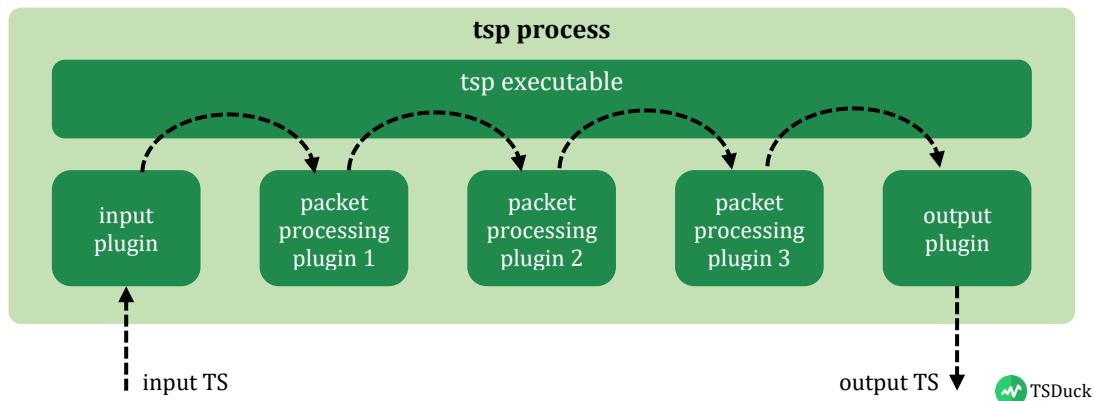 tsp process
tsp executable
input
plugin
packet
processing
plugin 1
packet
processing
plugin 2
packet
processing
plugin 3
output
plugin
input TS
output TS
TSDuck